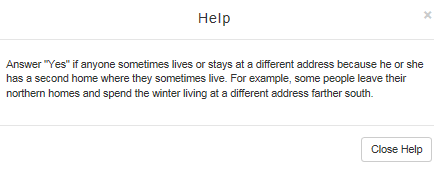 Help
×
Answer "Yes" if anyone sometimes lives or stays at a different address because he or she
has a second home where they sometimes live. For example, some people leave their
northern homes and spend the winter living at a different address farther south.
Close Help